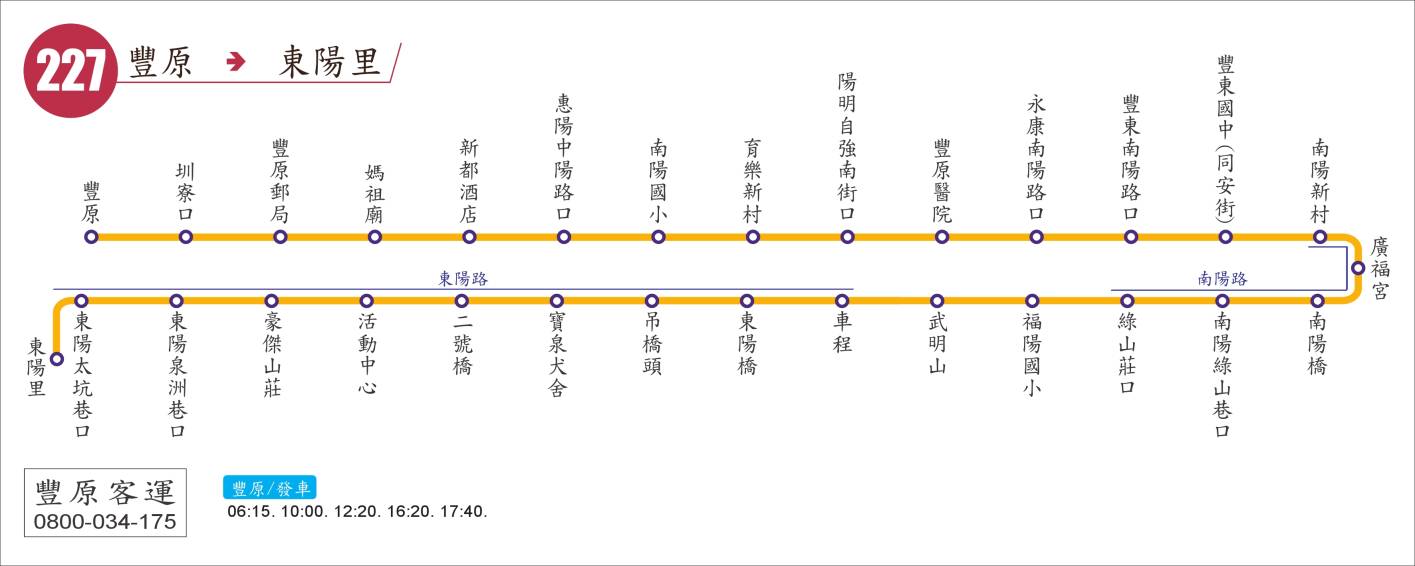 227
豐原 → 東陽里
豐原
圳寮口
豐原郵局
媽祖廟
新都酒店
惠陽中陽路口
南陽國小
育樂新村
陽明自強南街口
豐原醫院
永康南陽路口
豐東南陽路口
豐東國中(同安街)
南陽新村
廣福宮
南陽路
南陽橋
南陽綠山巷口
綠山莊口
福陽國小
武明山
東陽路
車程
東陽橋
吊橋頭
寶泉犬舍
二號橋
活動中心
豪傑山莊
東陽泉洲巷口
東陽太坑巷口
東陽里
豐原客運
0800-034-175
豐原/發車
06:15. 10:00. 12:20. 16:20. 17:40.